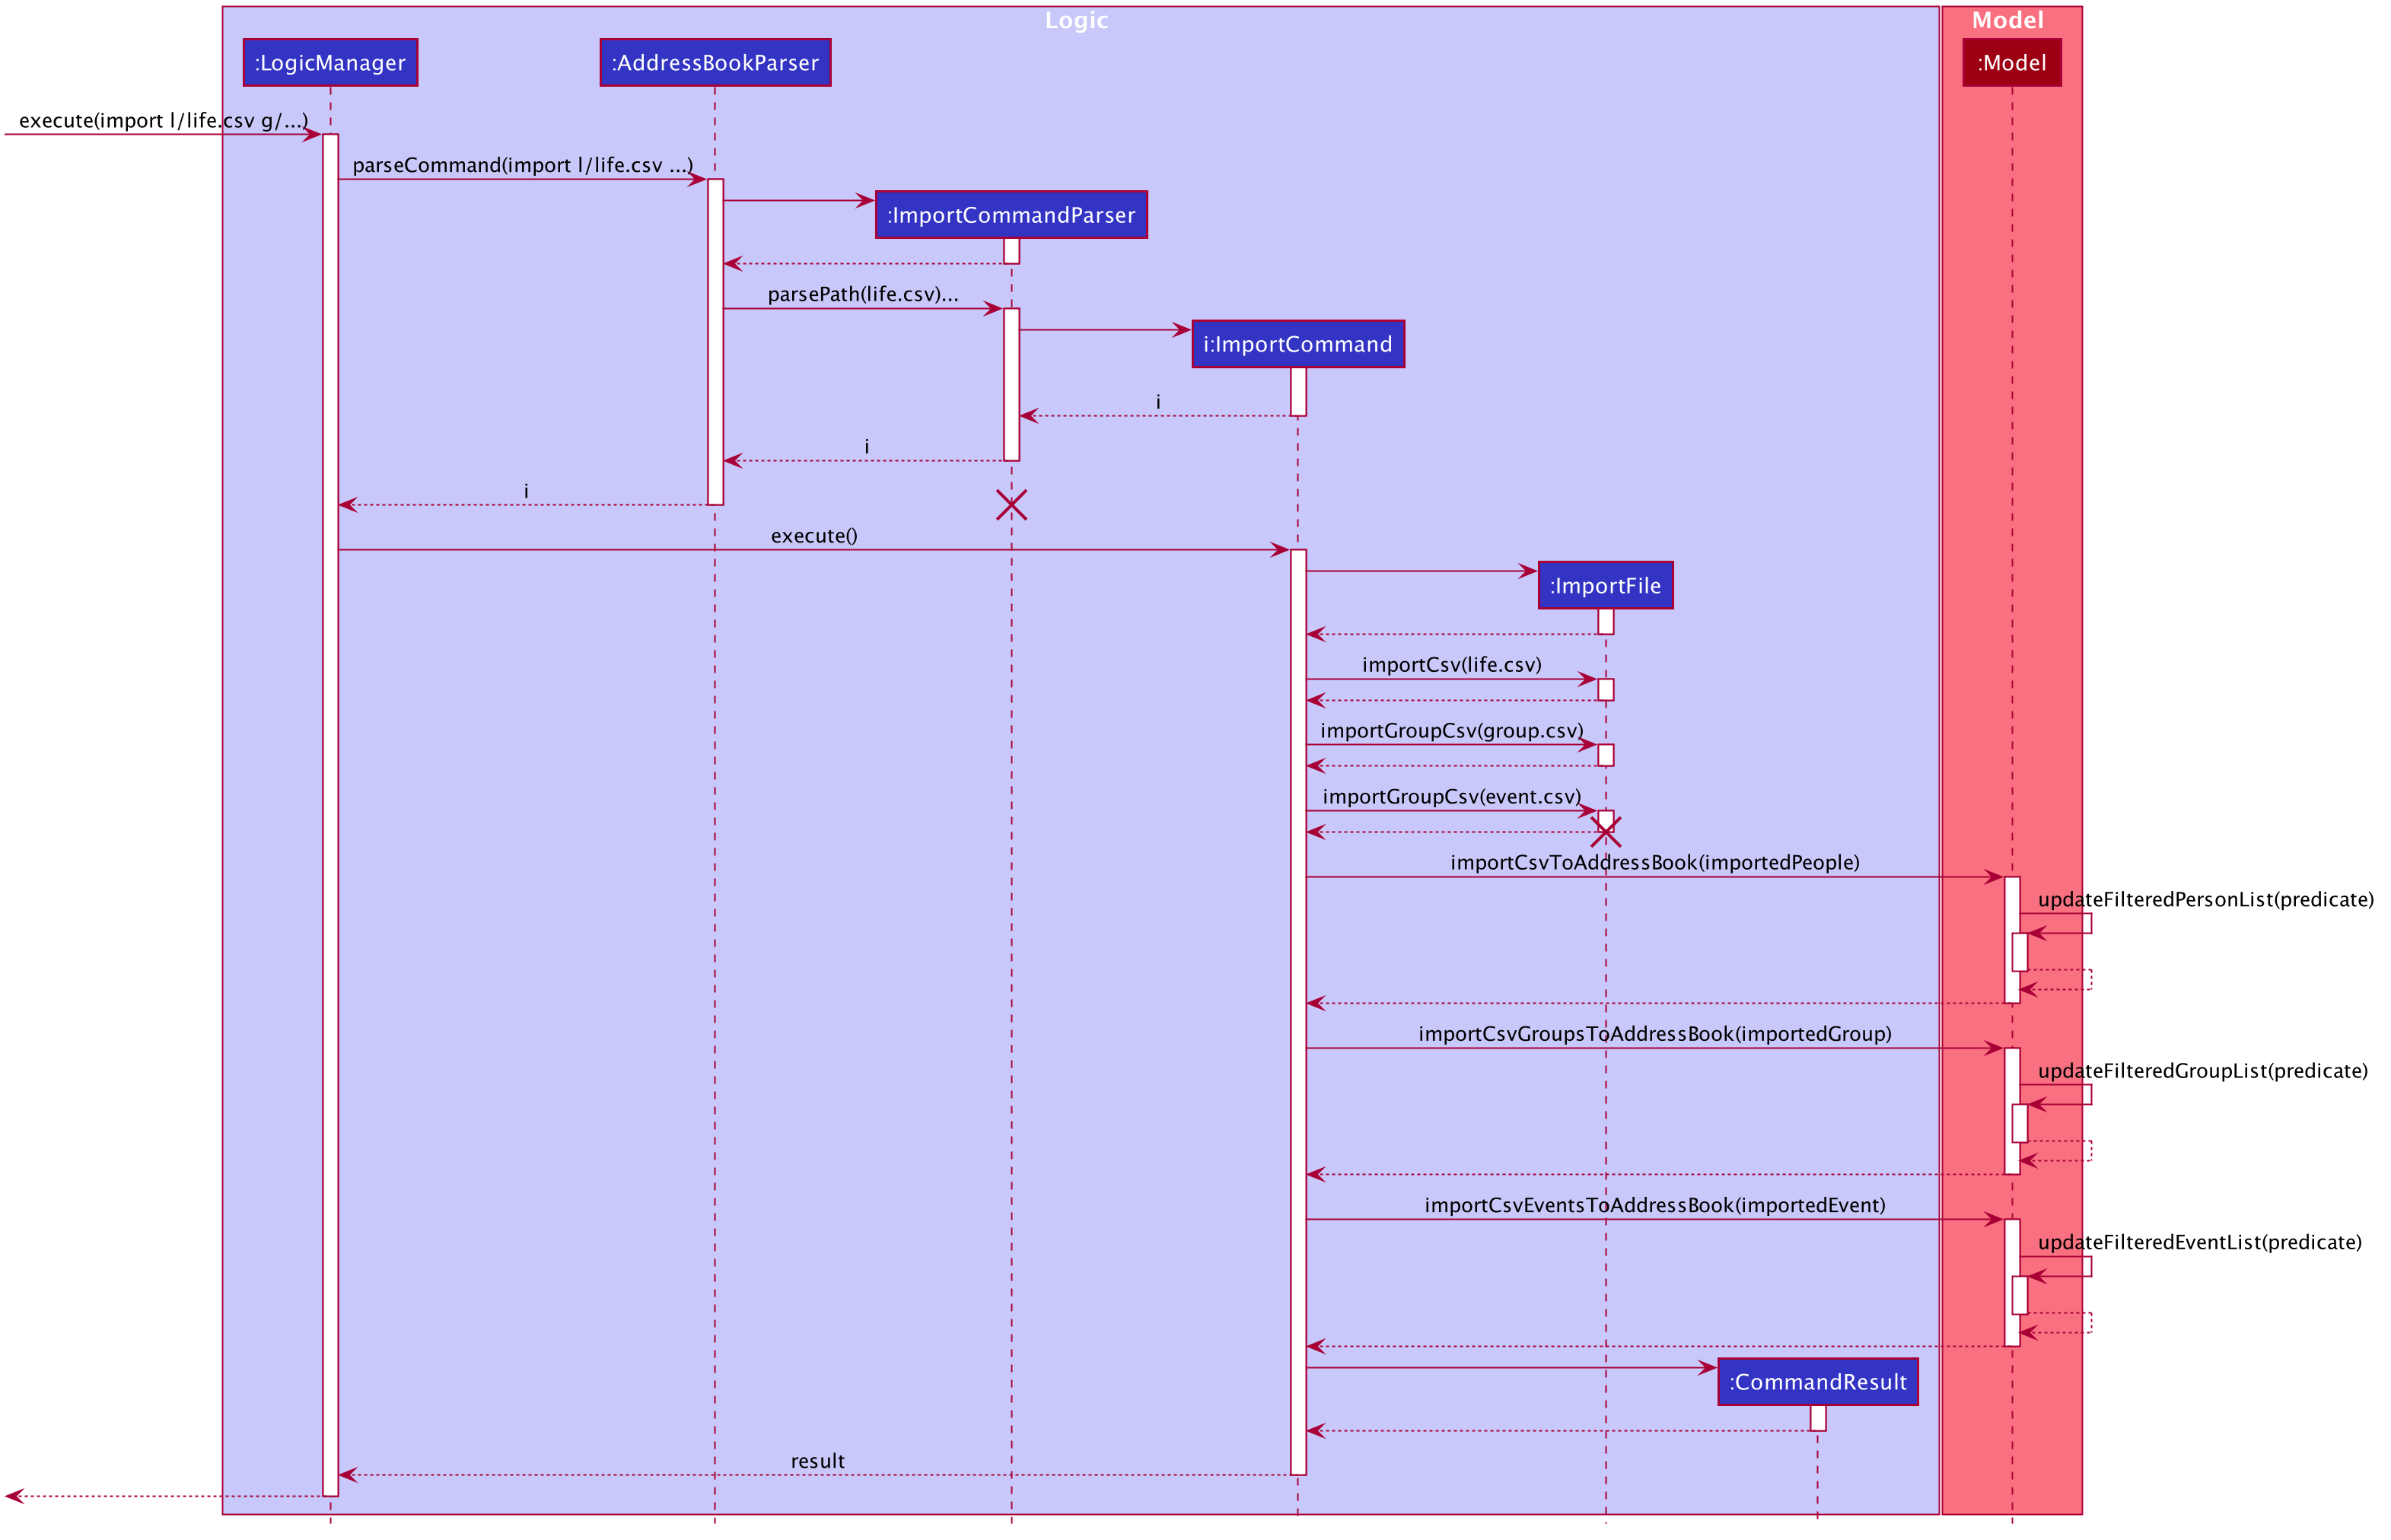 Logic
Model
:LogicManager
:AddressBookParser
:Model
execute(import l/life.csv g/...)
parseCommand(import l/life.csv ...)
:ImportCommandParser
parsePath(life.csv)...
i:ImportCommand
i
i
i
execute()
:ImportFile
importCsv(life.csv)
importGroupCsv(group.csv)
importGroupCsv(event.csv)
importCsvToAddressBook(importedPeople)
updateFilteredPersonList(predicate)
importCsvGroupsToAddressBook(importedGroup)
updateFilteredGroupList(predicate)
importCsvEventsToAddressBook(importedEvent)
updateFilteredEventList(predicate)
:CommandResult
result